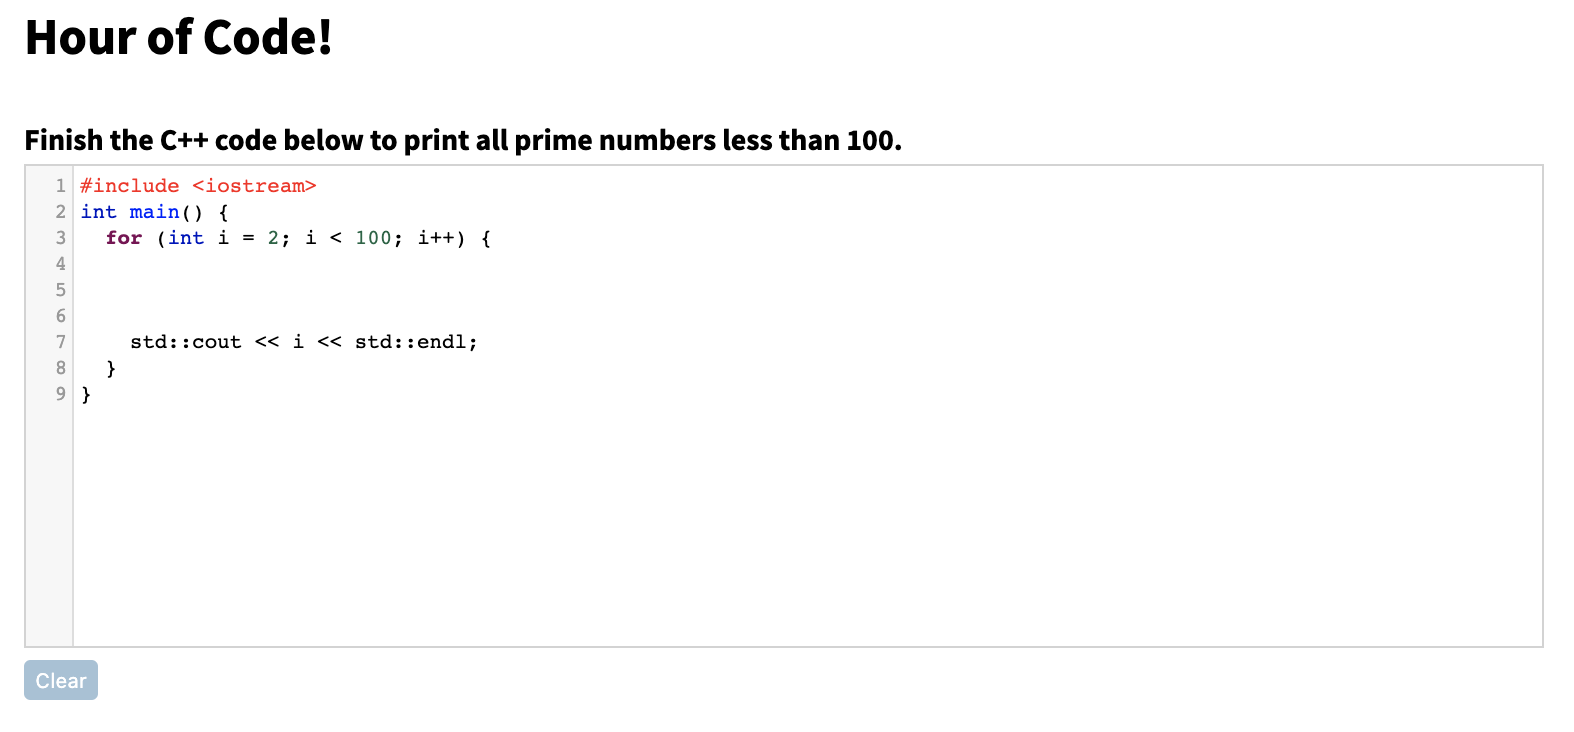 Hour of Code!
Finish the C++ code below to print all prime numbers less than 100.
1 #include <iostream>
2 int main() {
3   for (int i = 2; i < 100; i++) {
4
5
6
7     std::cout << i << std::endl;
8   }
9 }
Clear